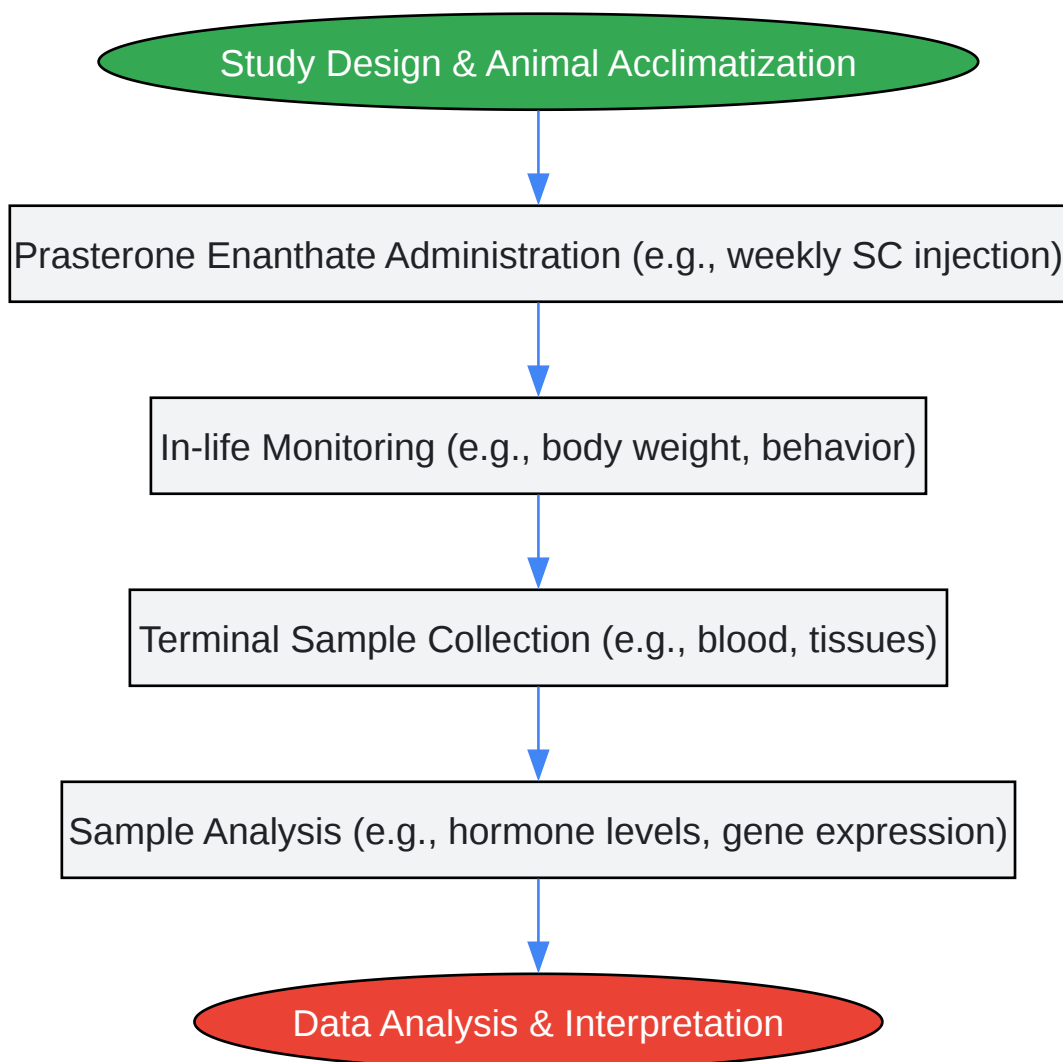 Study Design & Animal Acclimatization
Prasterone Enanthate Administration (e.g., weekly SC injection)
In-life Monitoring (e.g., body weight, behavior)
Terminal Sample Collection (e.g., blood, tissues)
Sample Analysis (e.g., hormone levels, gene expression)
Data Analysis & Interpretation